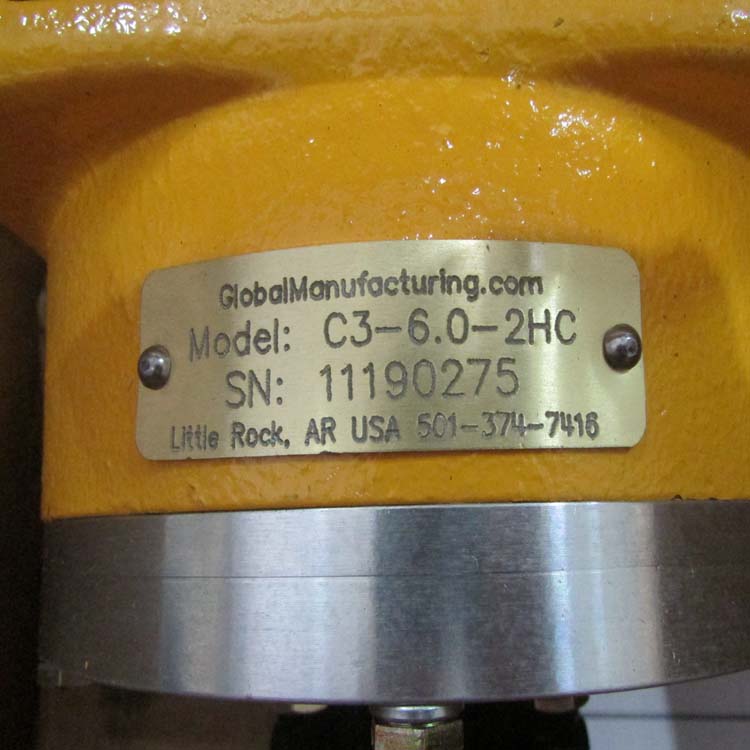 GlobalManufacturing.com
Model: C3-6.0-2HC
SN: 11190275
Little Rock, AR USA 501-374-7416